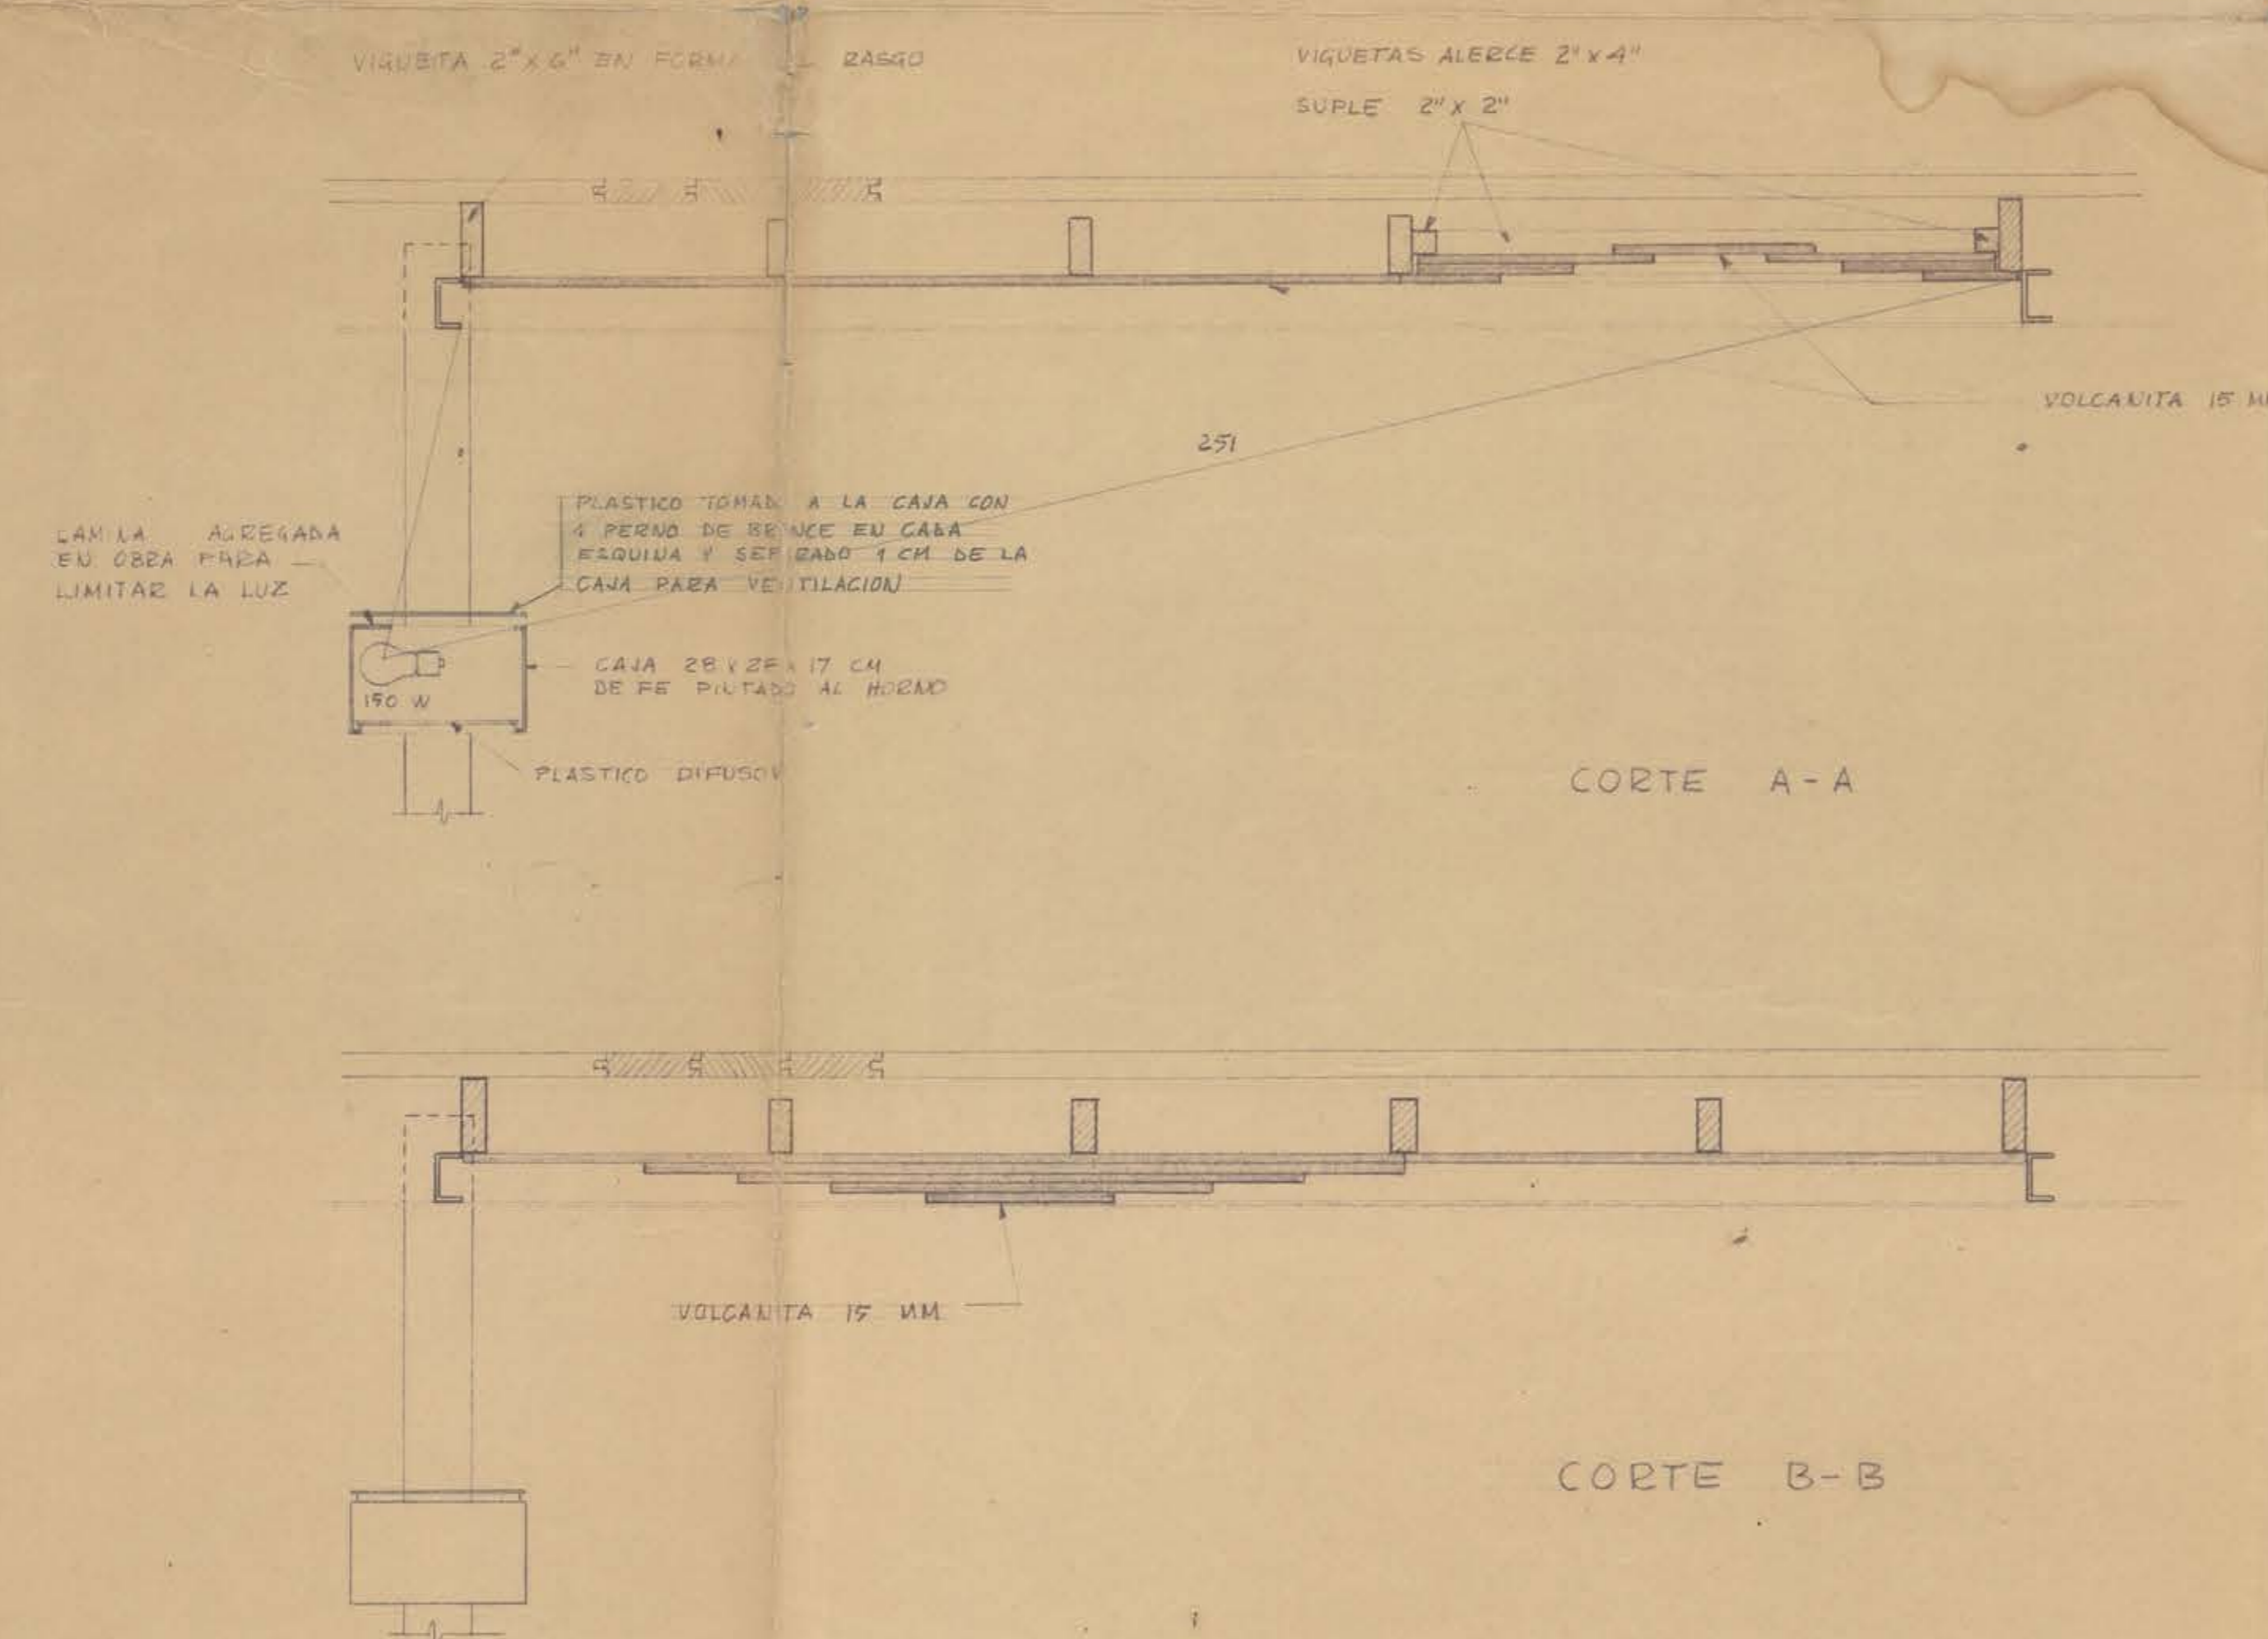 VIGUETA 2" X 6" EN FORMA EL RASGO
VIGUETAS ALERCE 2" X 4"
SUPLE 2" X 2"
VOLCANITA 15 M
251
PLASTICO TOMAD A LA CAJA CON
1 PERNO DE BRONCE EN CADA
ESQUINA Y SEPARADO 1 CM DE LA
CAJA PARA VENTILACION
LAMINA AGREGADA
EN OBRA PARA
LIMITAR LA LUZ
CAJA 28 X 28 X 17 CM
DE FE PINTADO AL HORNO
150 W
PLASTICO DIFUSOR
CORTE A-A
VOLCANITA 15 MM
CORTE B-B